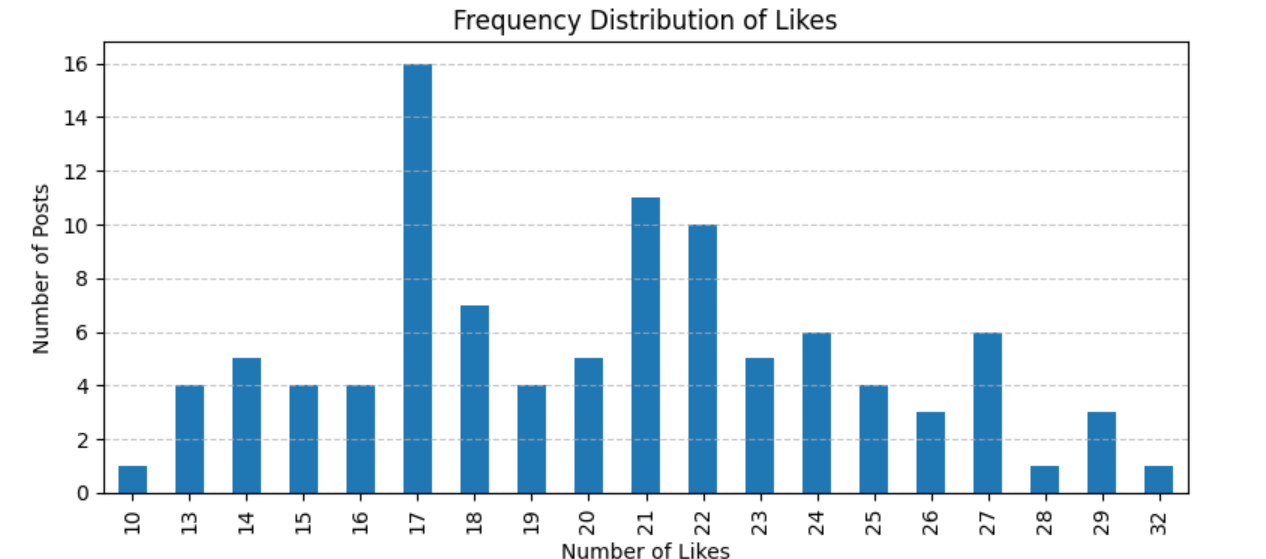 Frequency Distribution of Likes
16
14
12
10
8
6
4
2
0
Number of Posts
10 13 14 15 16 17 18 19 20 21 22 23 24 25 26 27 28 29 32
Number of Likes